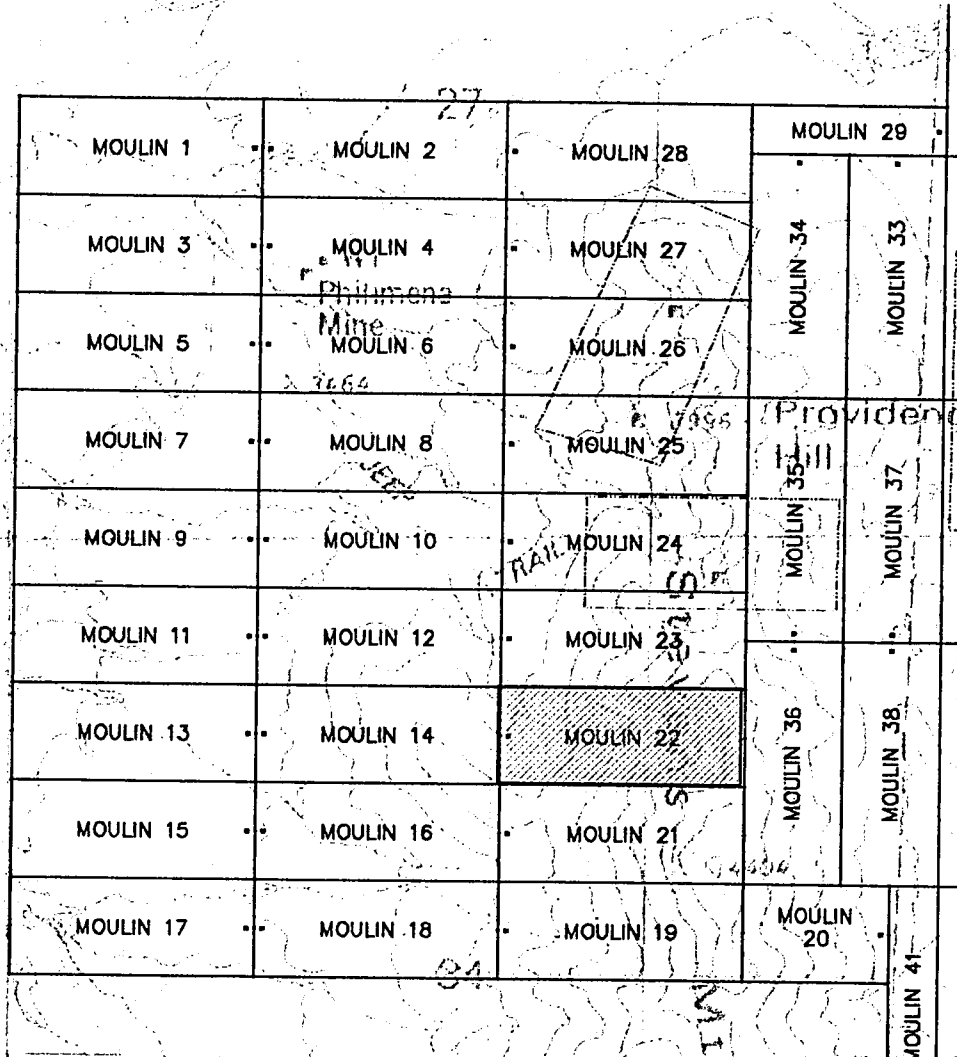 27
MOULIN 1
MOULIN 2
MOULIN 28
MOULIN 29
MOULIN 3
MOULIN 4
MOULIN 27
MOULIN 34
MOULIN 33
Philimena
Mine
MOULIN 5
MOULIN 6
MOULIN 26
MOULIN 7
MOULIN 8
MOULIN 25
Providen
Hill
MOULIN 35
MOULIN 37
JEEP
TRAIL
MOULIN 9
MOULIN 10
MOULIN 24
MOULIN 11
MOULIN 12
MOULIN 23
MOULIN 13
MOULIN 14
MOULIN 22
MOULIN 36
MOULIN 38
MOULIN 15
MOULIN 16
MOULIN 21
MOULIN 17
MOULIN 18
MOULIN 19
MOULIN
20
MOULIN 41